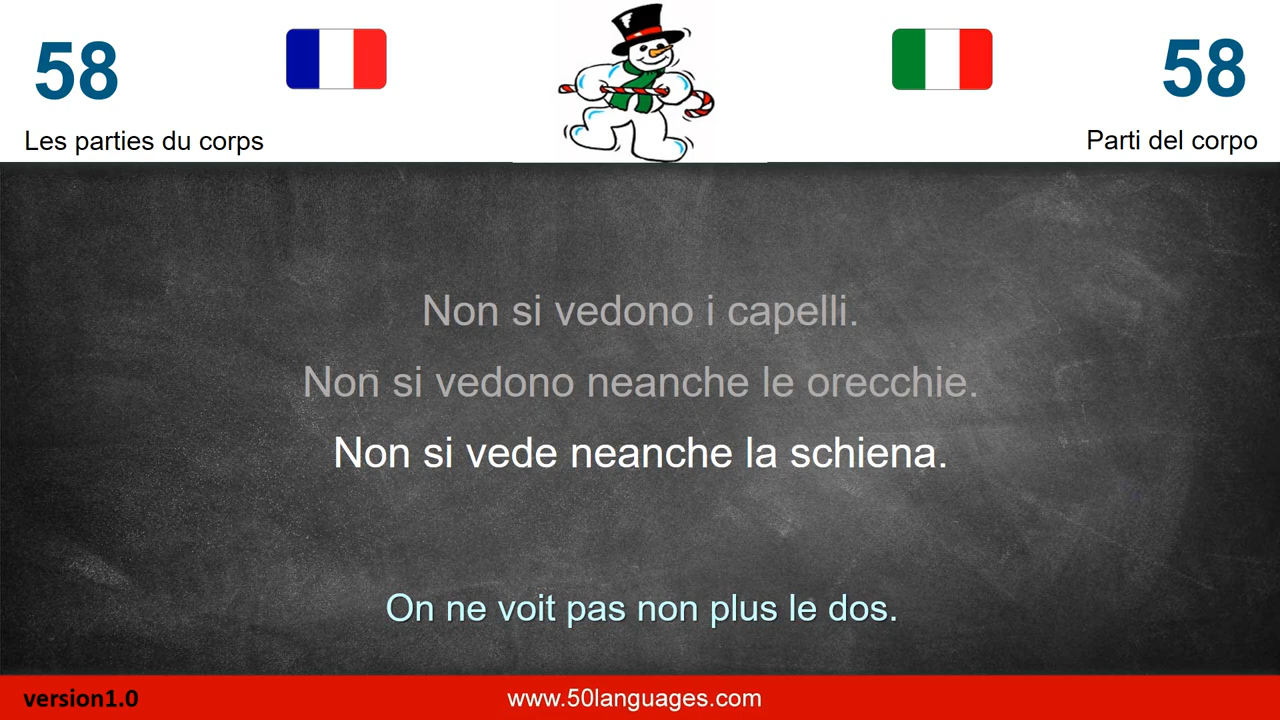 58
58
Les parties du corps
Parti del corpo
Non si vedono i capelli.
Non si vedono neanche le orecchie.
Non si vede neanche la schiena.
On ne voit pas non plus le dos.
version1.0
www.50languages.com